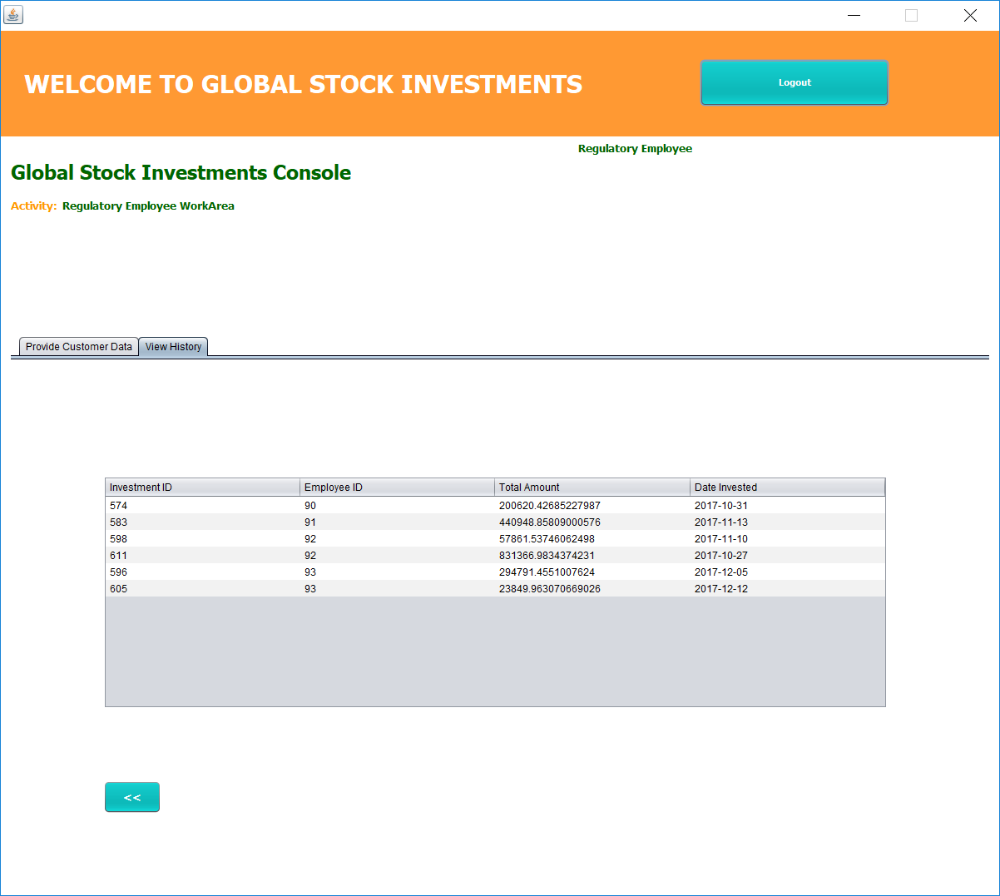 WELCOME TO GLOBAL STOCK INVESTMENTS
Logout
Regulatory Employee
Global Stock Investments Console
Activity: Regulatory Employee WorkArea
Provide Customer Data View History
Investment ID Employee ID Total Amount Date Invested
574 90 200620.42685227987 2017-10-31
583 91 440948.85809000576 2017-11-13
598 92 57861.53746062498 2017-11-10
611 92 831366.9834374231 2017-10-27
596 93 294791.4551007624 2017-12-05
605 93 23849.963070669026 2017-12-12
<<